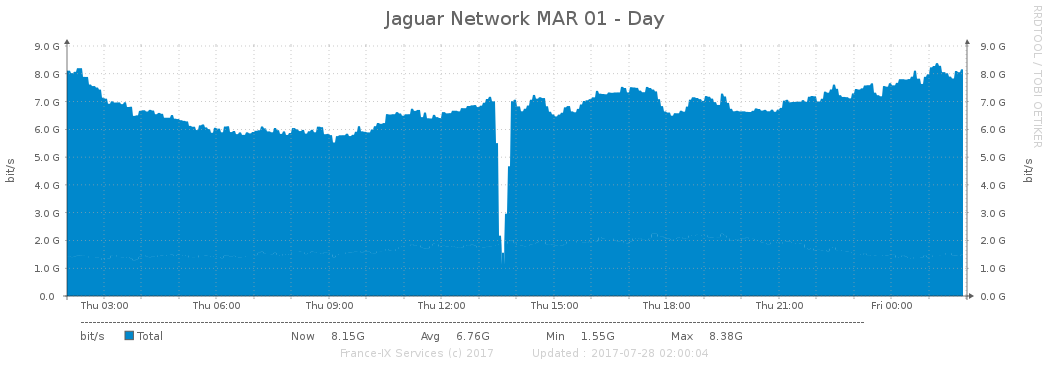 Jaguar Network MAR 01 - Day
RRDTOOL / TOBI OETIKER
9.0 G 9.0 G
8.0 G 8.0 G
7.0 G 7.0 G
6.0 G 6.0 G
5.0 G 5.0 G
4.0 G 4.0 G
3.0 G 3.0 G
2.0 G 2.0 G
1.0 G 1.0 G
0.0 0.0 G
bit/s
bit/s
Thu 03:00 Thu 06:00 Thu 09:00 Thu 12:00 Thu 15:00 Thu 18:00 Thu 21:00 Fri 00:00
bit/s Total Now 8.15G Avg 6.76G Min 1.55G Max 8.38G
France-IX Services (c) 2017 Updated : 2017-07-28 02:00:04